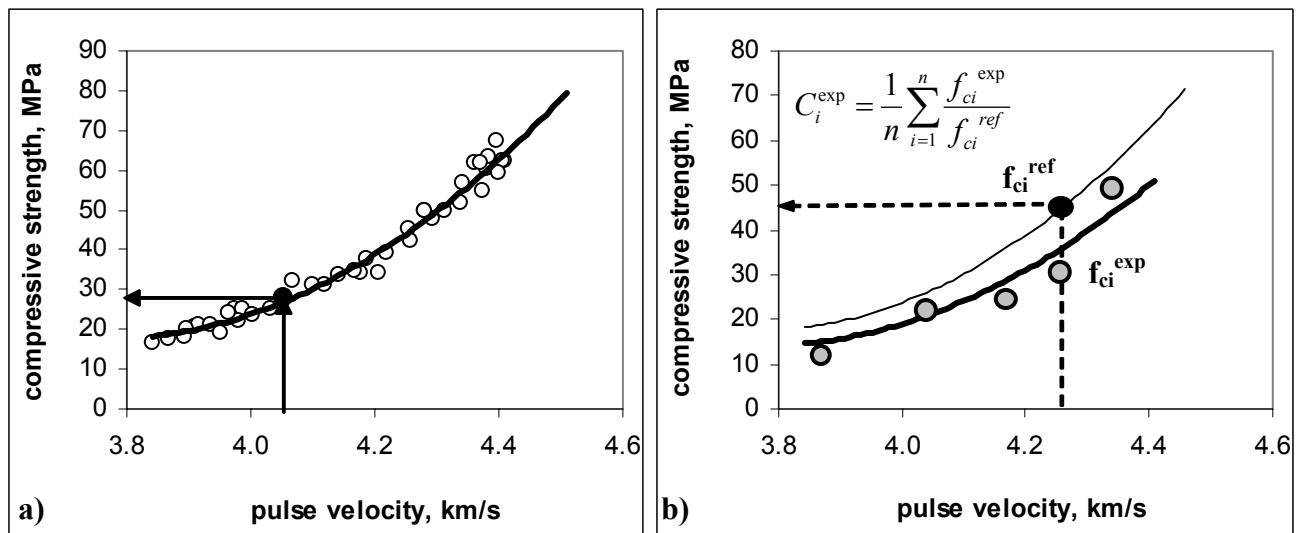 compressive strength, MPa
90
80
70
60
50
40
30
20
10
0
3.8 4.0 4.2 4.4 4.6
pulse velocity, km/s
a)
compressive strength, MPa
80
70
60
50
40
30
20
10
0
C_i^exp = 1/n ∑_{i=1}^{n} f_ci^exp / f_ci^ref
f_ci^ref
f_ci^exp
3.8 4.0 4.2 4.4 4.6
pulse velocity, km/s
b)